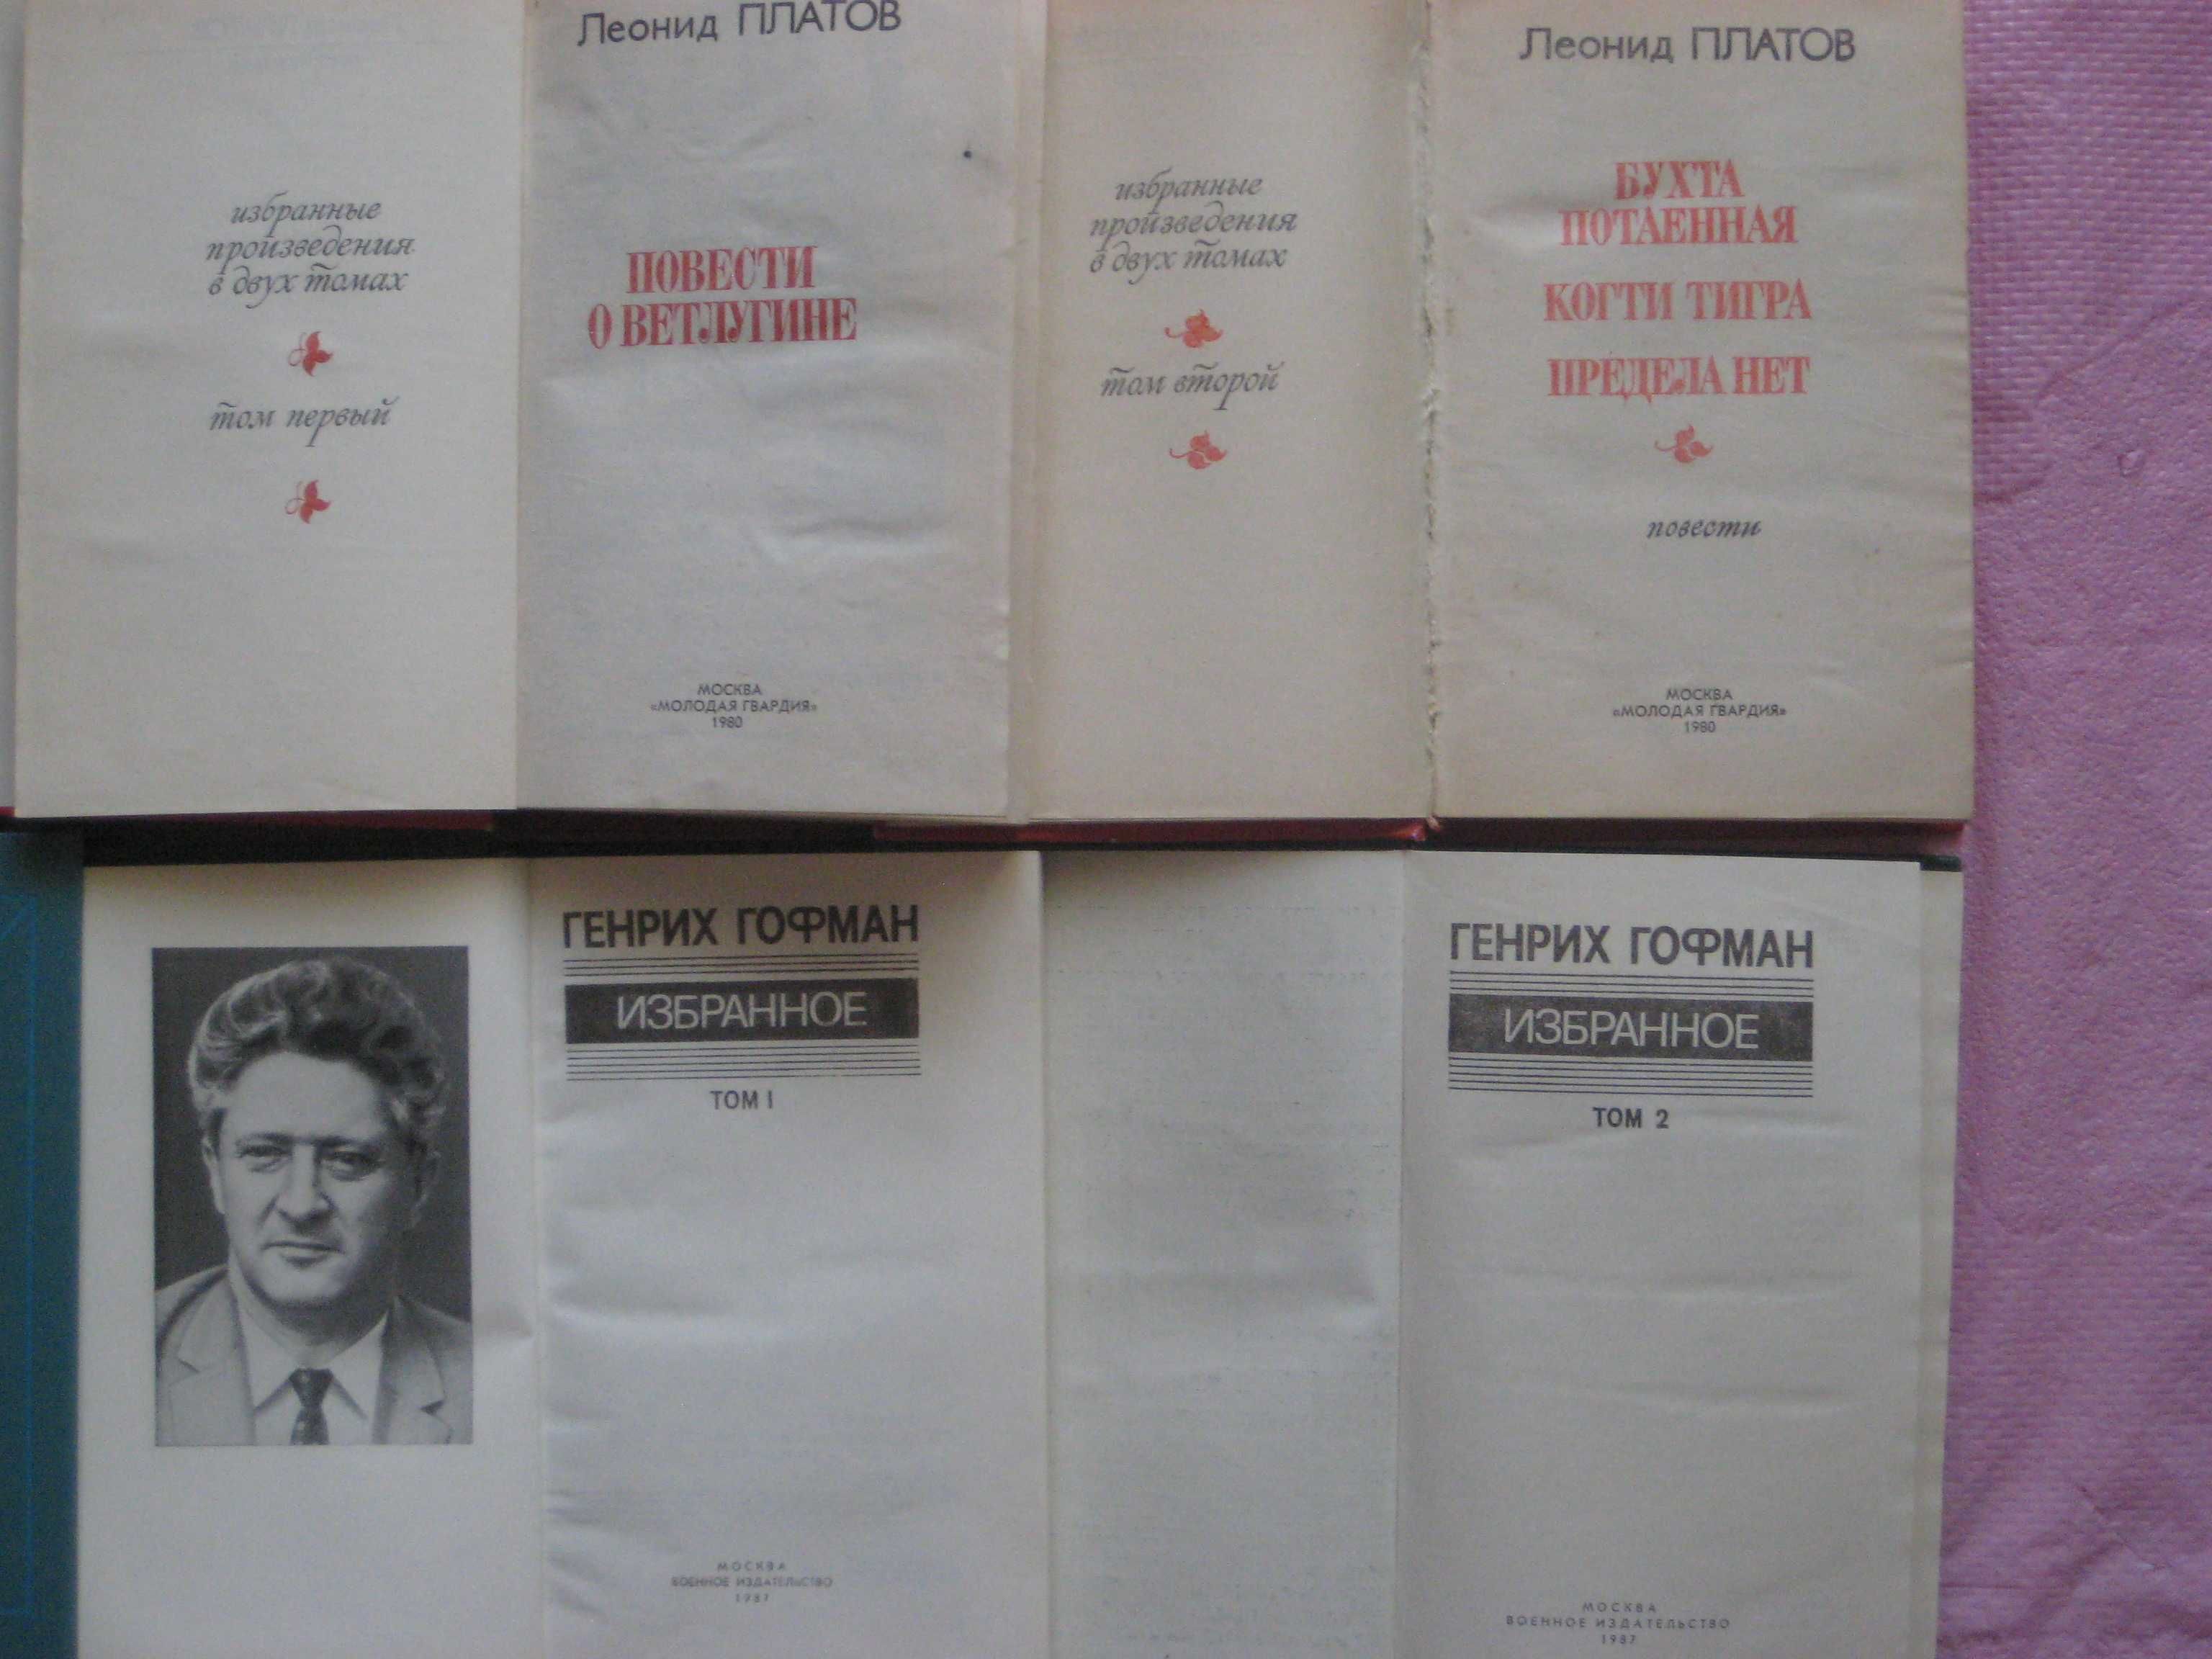 избранные
произведения
в двух томах
том первый
Леонид ПЛАТОВ
ПОВЕСТИ
О ВЕТЛУГИНЕ
МОСКВА
«МОЛОДАЯ ГВАРДИЯ»
1980
избранные
произведения
в двух томах
том второй
Леонид ПЛАТОВ
БУХТА
ПОТАЕННАЯ
КОГТИ ТИГРА
ПРЕДЕЛА НЕТ
повести
МОСКВА
«МОЛОДАЯ ГВАРДИЯ»
1980
ГЕНРИХ ГОФМАН
ИЗБРАННОЕ
ТОМ I
МОСКВА
ВОЕННОЕ ИЗДАТЕЛЬСТВО
1987
ГЕНРИХ ГОФМАН
ИЗБРАННОЕ
ТОМ 2
МОСКВА
ВОЕННОЕ ИЗДАТЕЛЬСТВО
1987